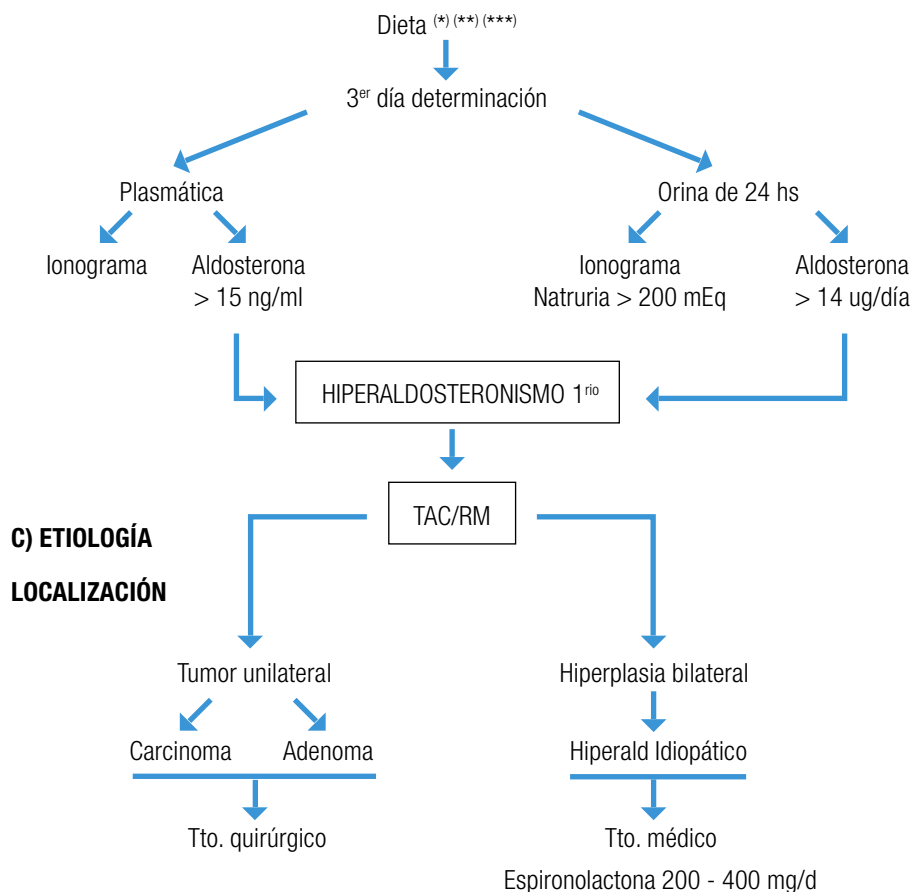 Dieta (*) (**) (***)
3er día determinación
Plasmática
Orina de 24 hs
Ionograma
Aldosterona
> 15 ng/ml
Ionograma
Natruria > 200 mEq
Aldosterona
> 14 ug/día
HIPERALDOSTERONISMO 1rio
TAC/RM
C) ETIOLOGÍA
LOCALIZACIÓN
Tumor unilateral
Hiperplasia bilateral
Carcinoma
Adenoma
Hiperald Idiopático
Tto. quirúrgico
Tto. médico
Espironolactona 200 - 400 mg/d